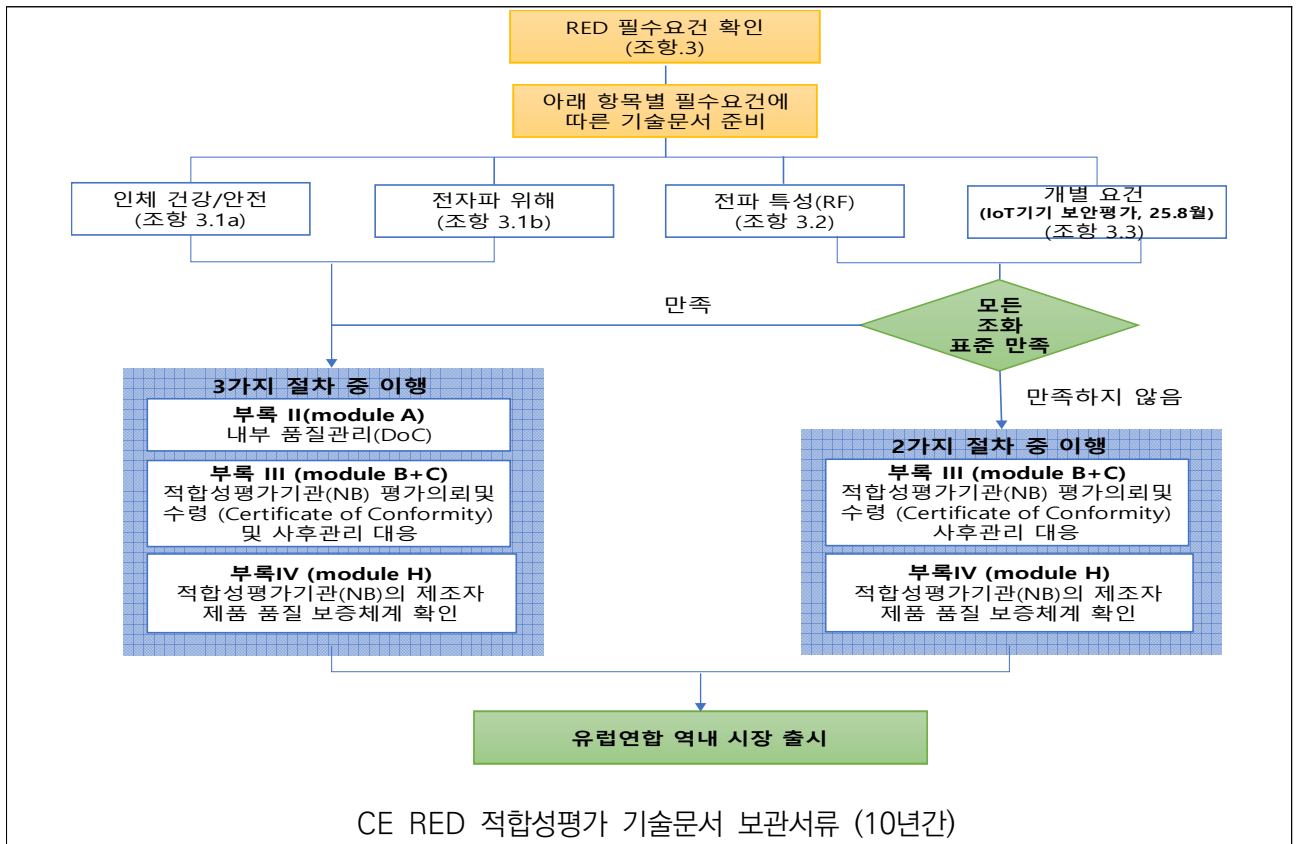 RED 필수요건 확인
(조항.3)
아래 항목별 필수요건에
따른 기술문서 준비
인체 건강/안전
(조항 3.1a)
전자파 위해
(조항 3.1b)
전파 특성(RF)
(조항 3.2)
개별 요건
(IoT기기 보안평가, 25.8월)
(조항 3.3)
만족
모든
조화
표준 만족
만족하지 않음
3가지 절차 중 이행
부록 II(module A)
내부 품질관리(DoC)
부록 III (module B+C)
적합성평가기관(NB) 평가의뢰및
수령 (Certificate of Conformity)
및 사후관리 대응
부록IV (module H)
적합성평가기관(NB)의 제조자
제품 품질 보증체계 확인
2가지 절차 중 이행
부록 III (module B+C)
적합성평가기관(NB) 평가의뢰및
수령 (Certificate of Conformity)
사후관리 대응
부록IV (module H)
적합성평가기관(NB)의 제조자
제품 품질 보증체계 확인
유럽연합 역내 시장 출시
CE RED 적합성평가 기술문서 보관서류 (10년간)